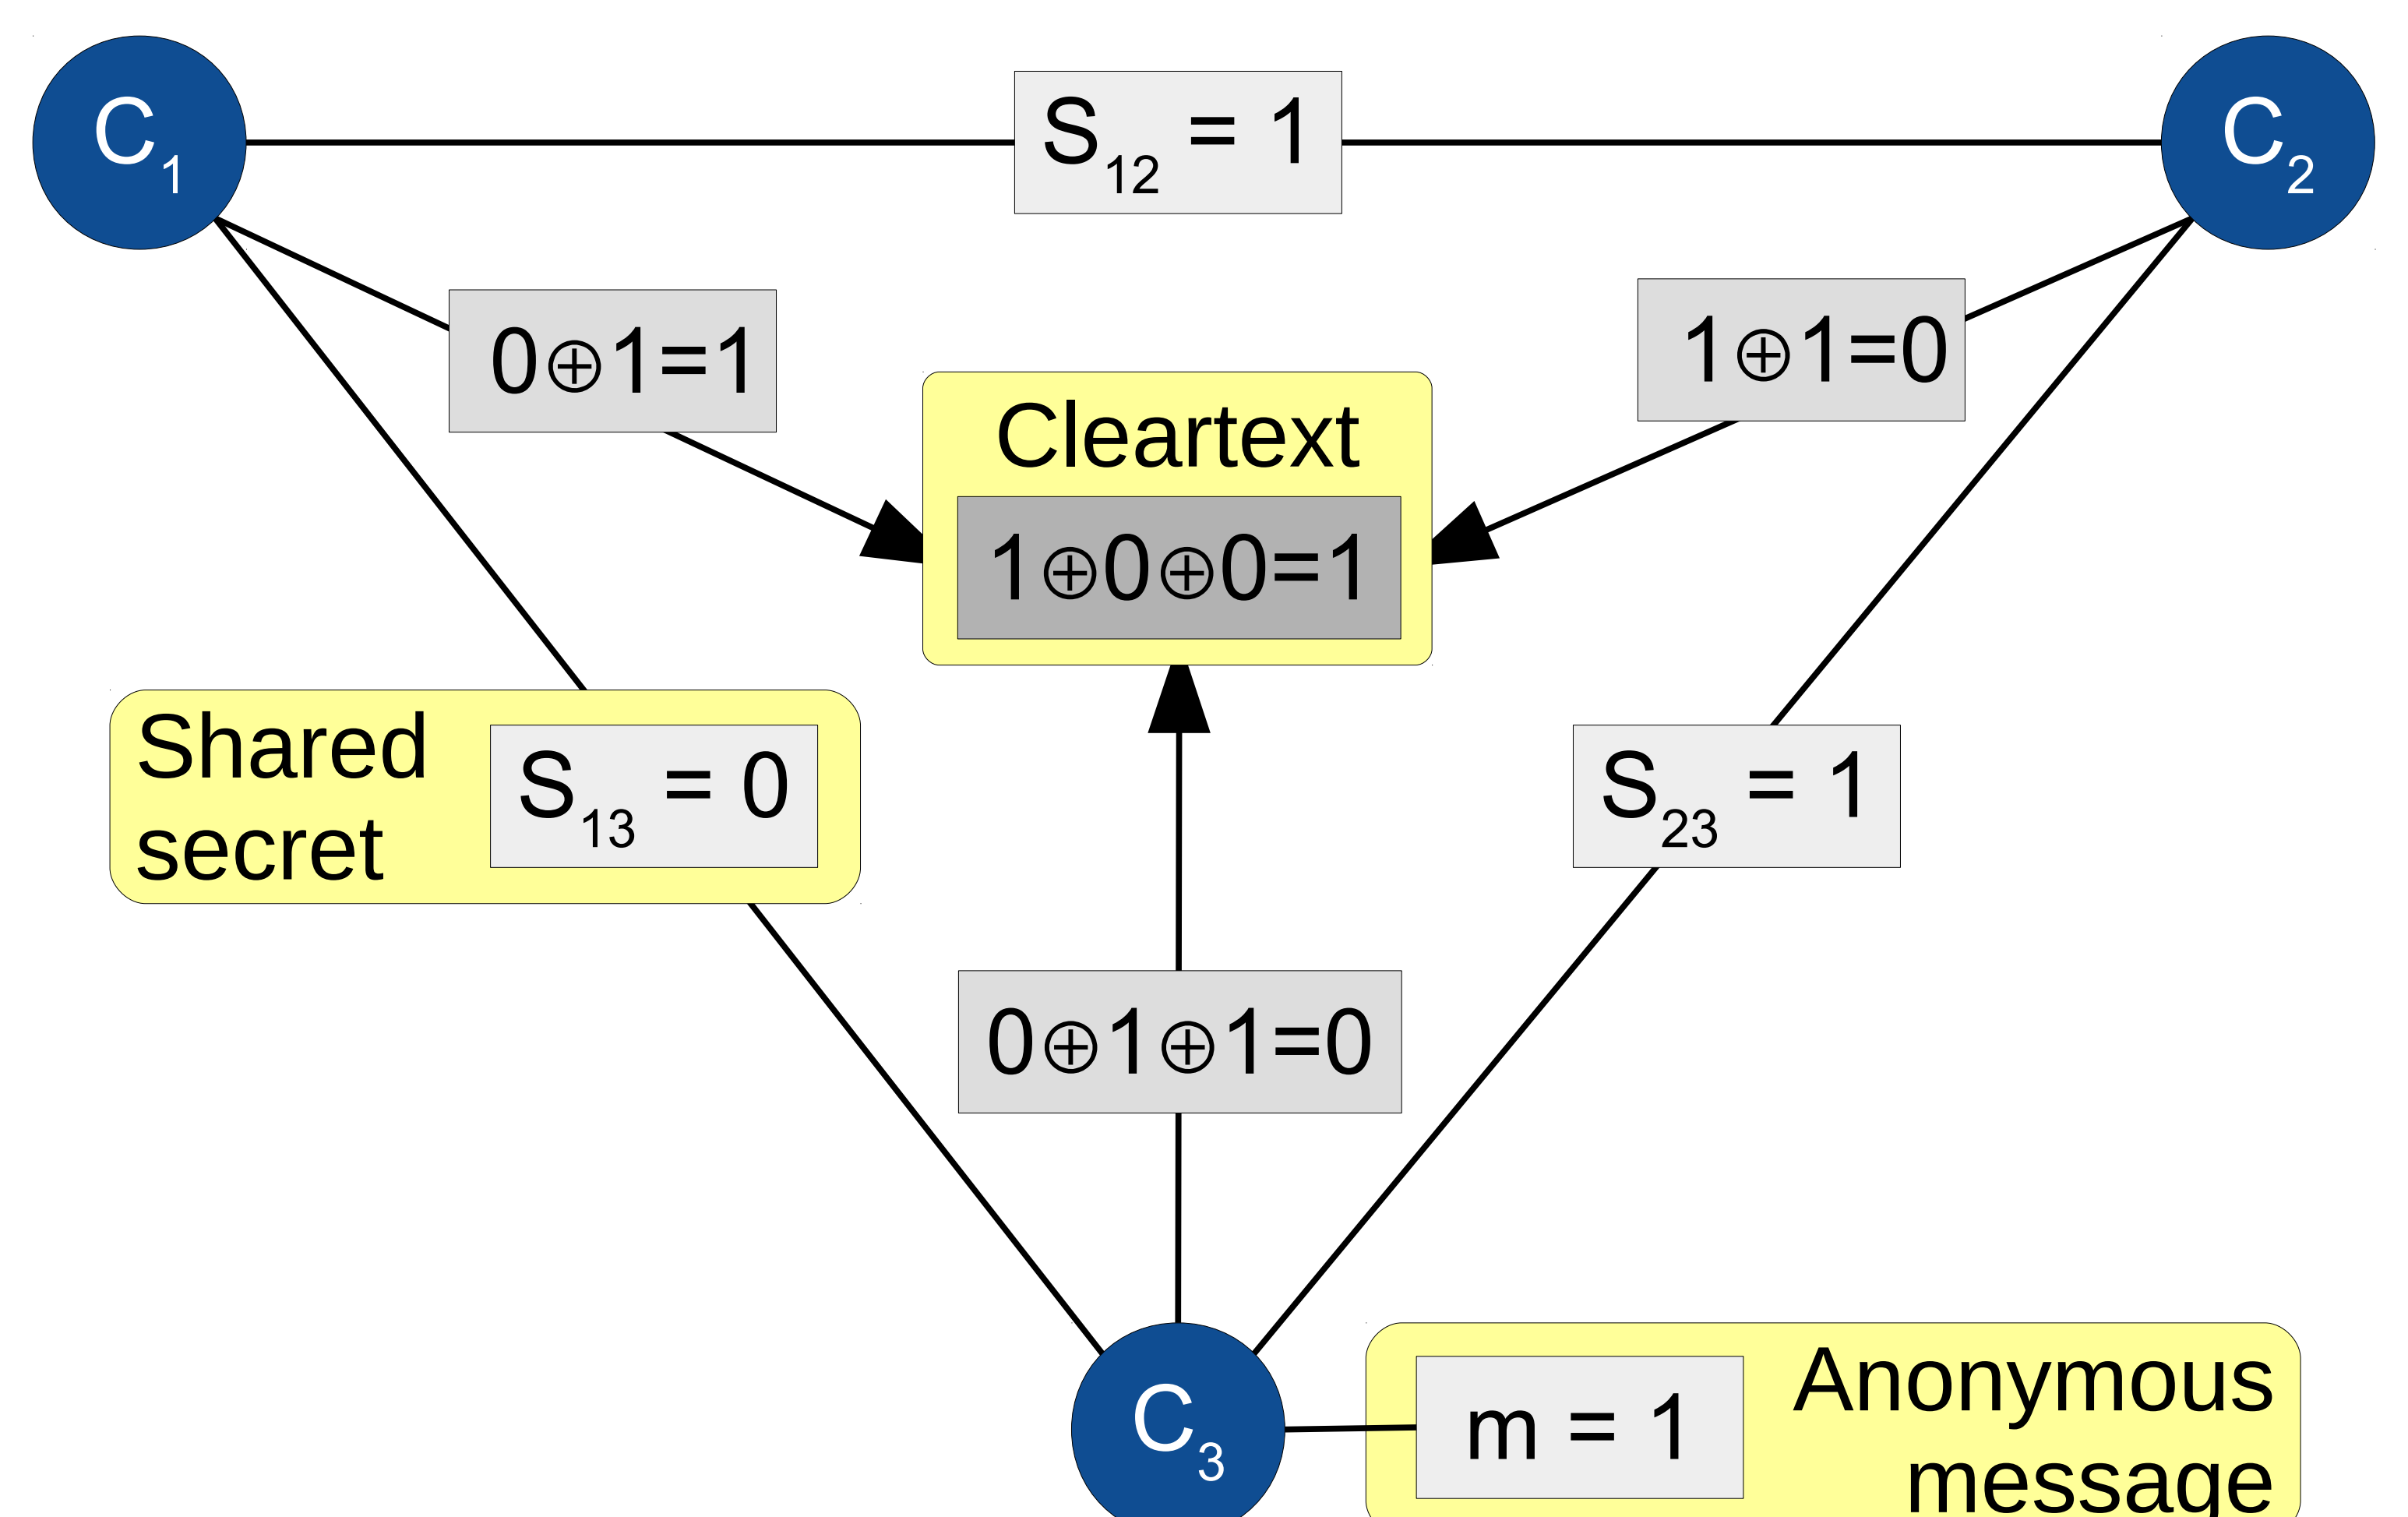 C₁
S₁₂ = 1
C₂
0⊕1=1
1⊕1=0
Cleartext
1⊕0⊕0=1
Shared
secret
S₁₃ = 0
S₂₃ = 1
0⊕1⊕1=0
C₃
m = 1
Anonymous
message